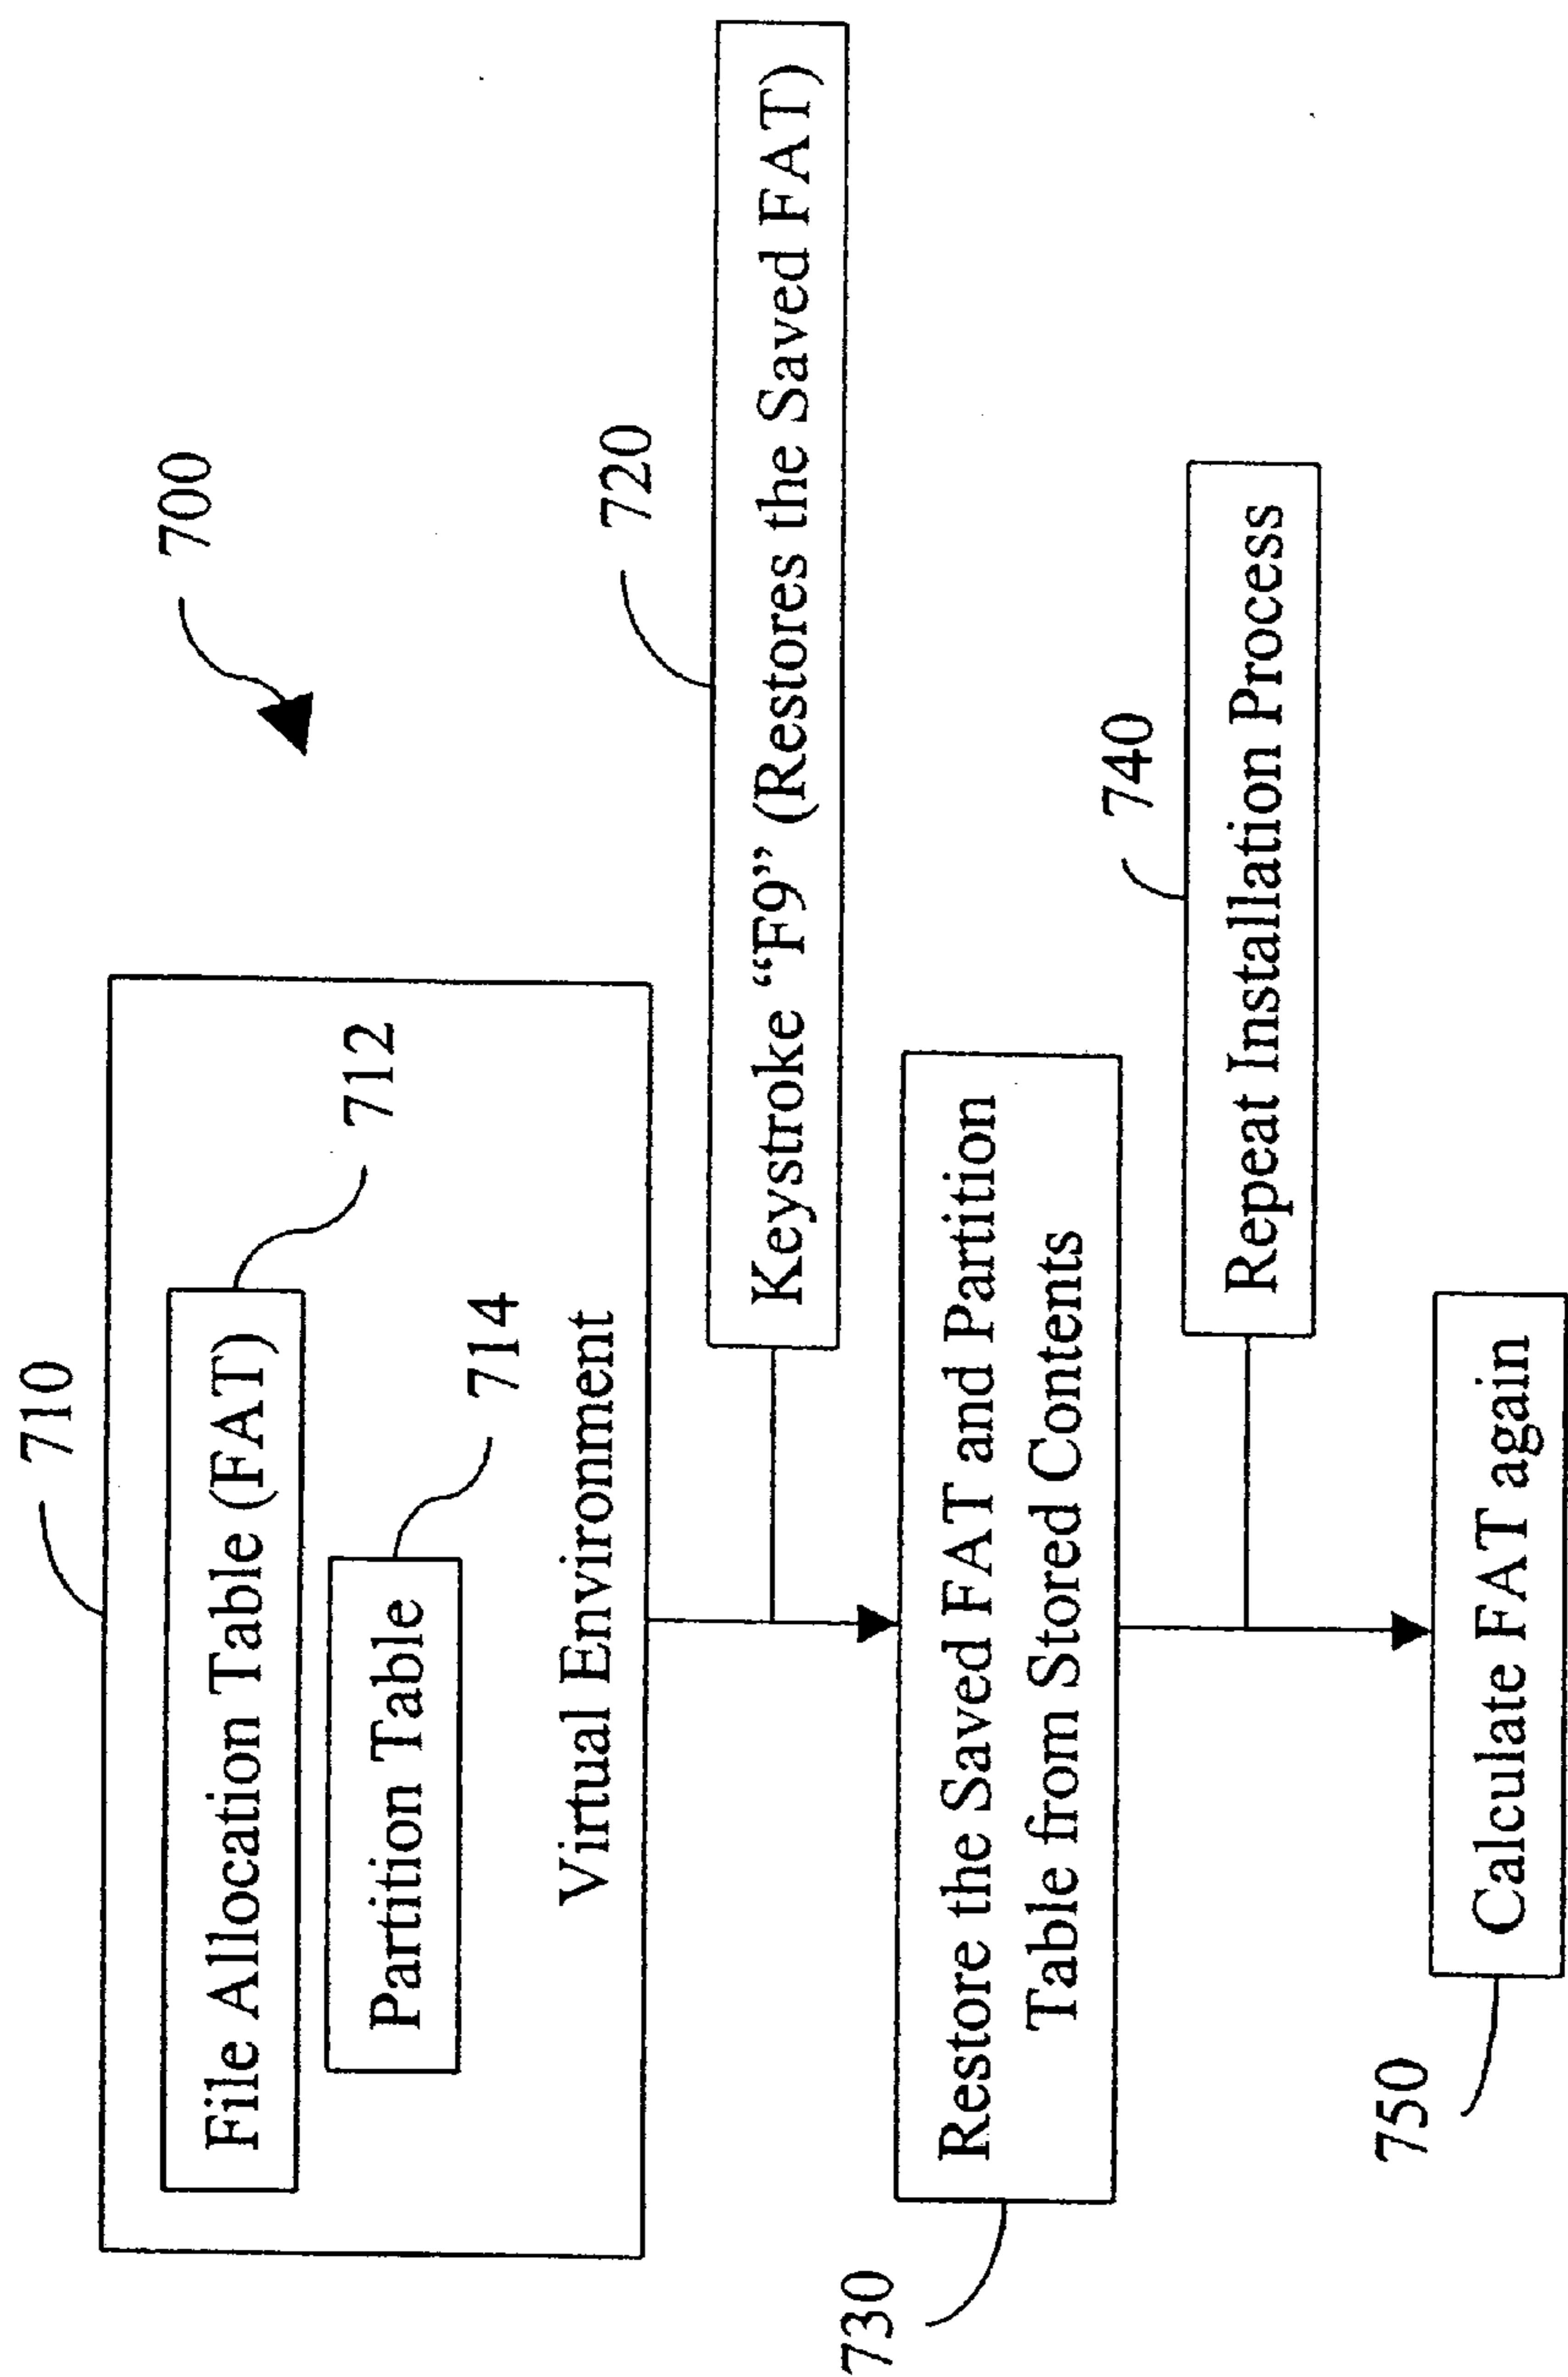 700
710
File Allocation Table (FAT)
712
Partition Table
714
Virtual Environment
720
Keystroke “F9” (Restores the Saved FAT)
730
Restore the Saved FAT and Partition
Table from Stored Contents
740
Repeat Installation Process
750
Calculate FAT again